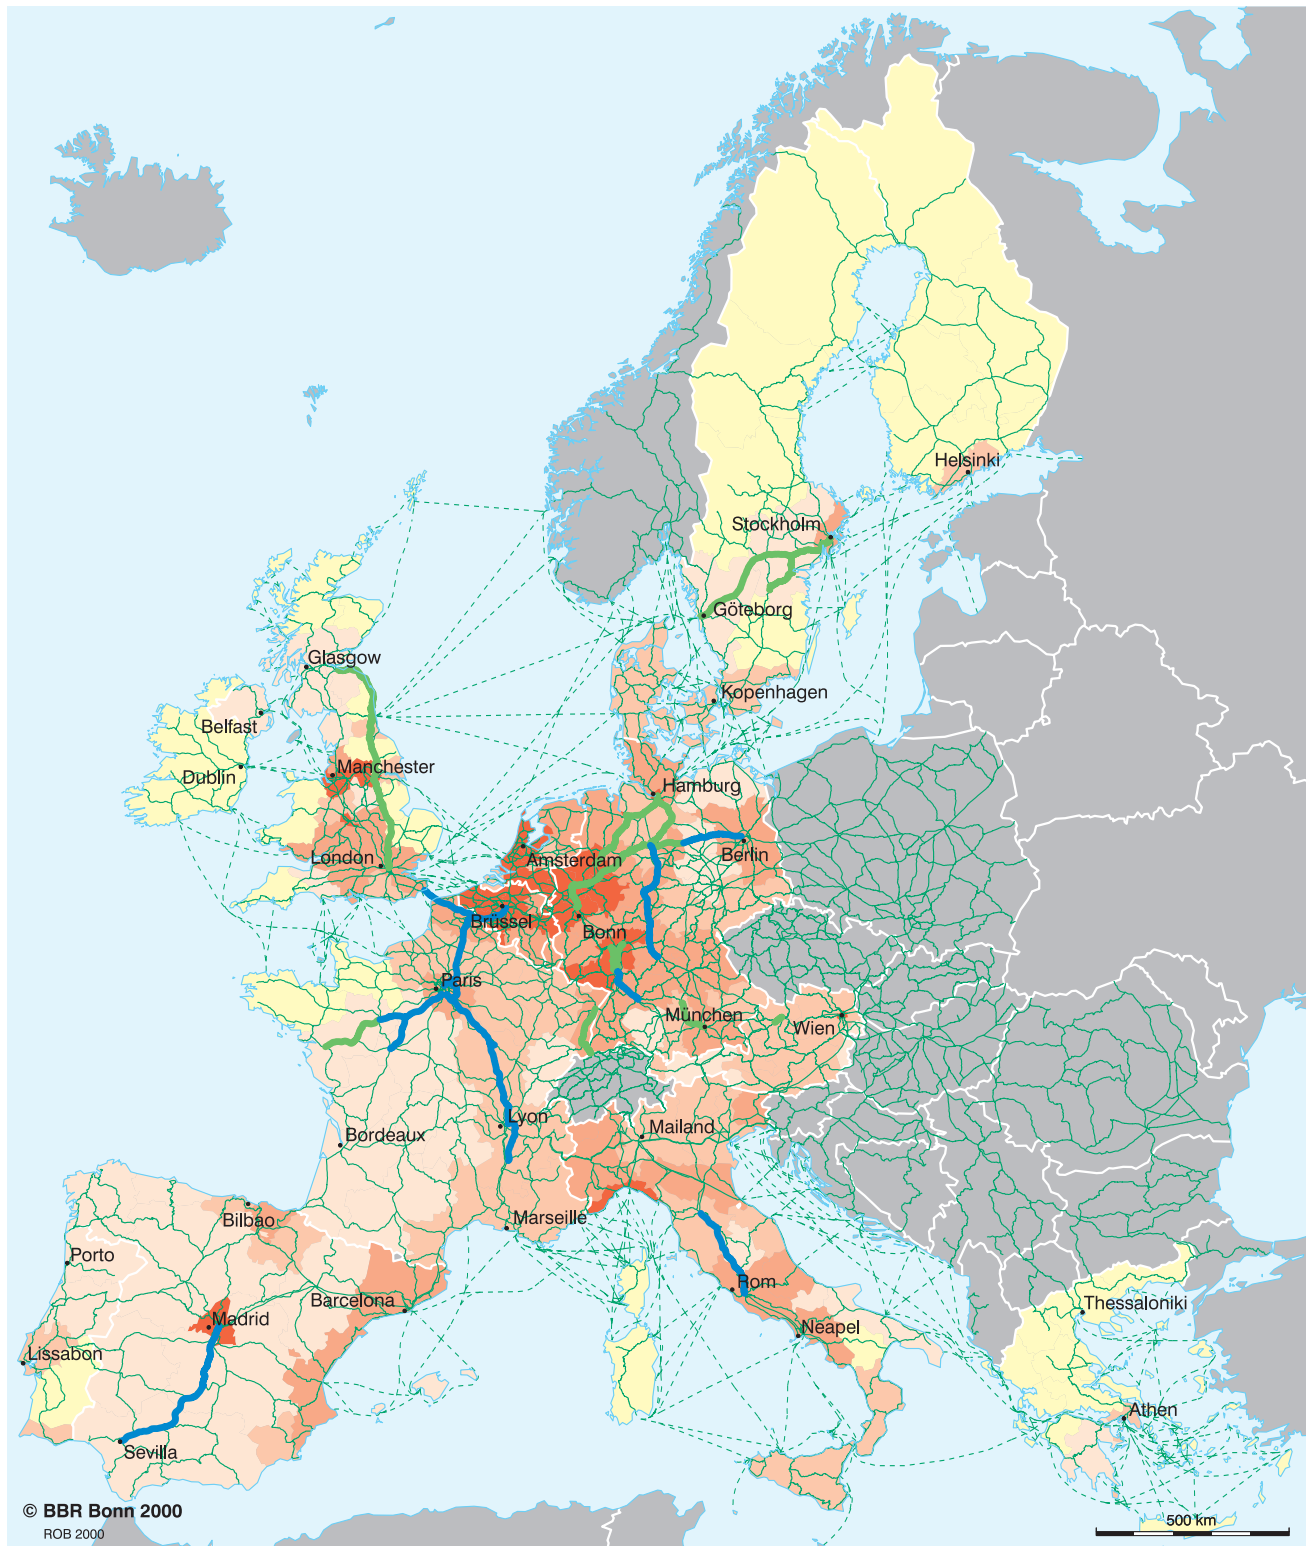 Helsinki
Stockholm
Göteborg
Glasgow
Kopenhagen
Belfast
Manchester
Dublin
Hamburg
London
Amsterdam
Berlin
Brüssel
Bonn
Paris
München
Wien
Lyon
Mailand
Bordeaux
Marseille
Bilbao
Porto
Rom
Barcelona
Thessaloniki
Madrid
Neapel
Lissabon
Athen
Sevilla
© BBR Bonn 2000
ROB 2000
500 km